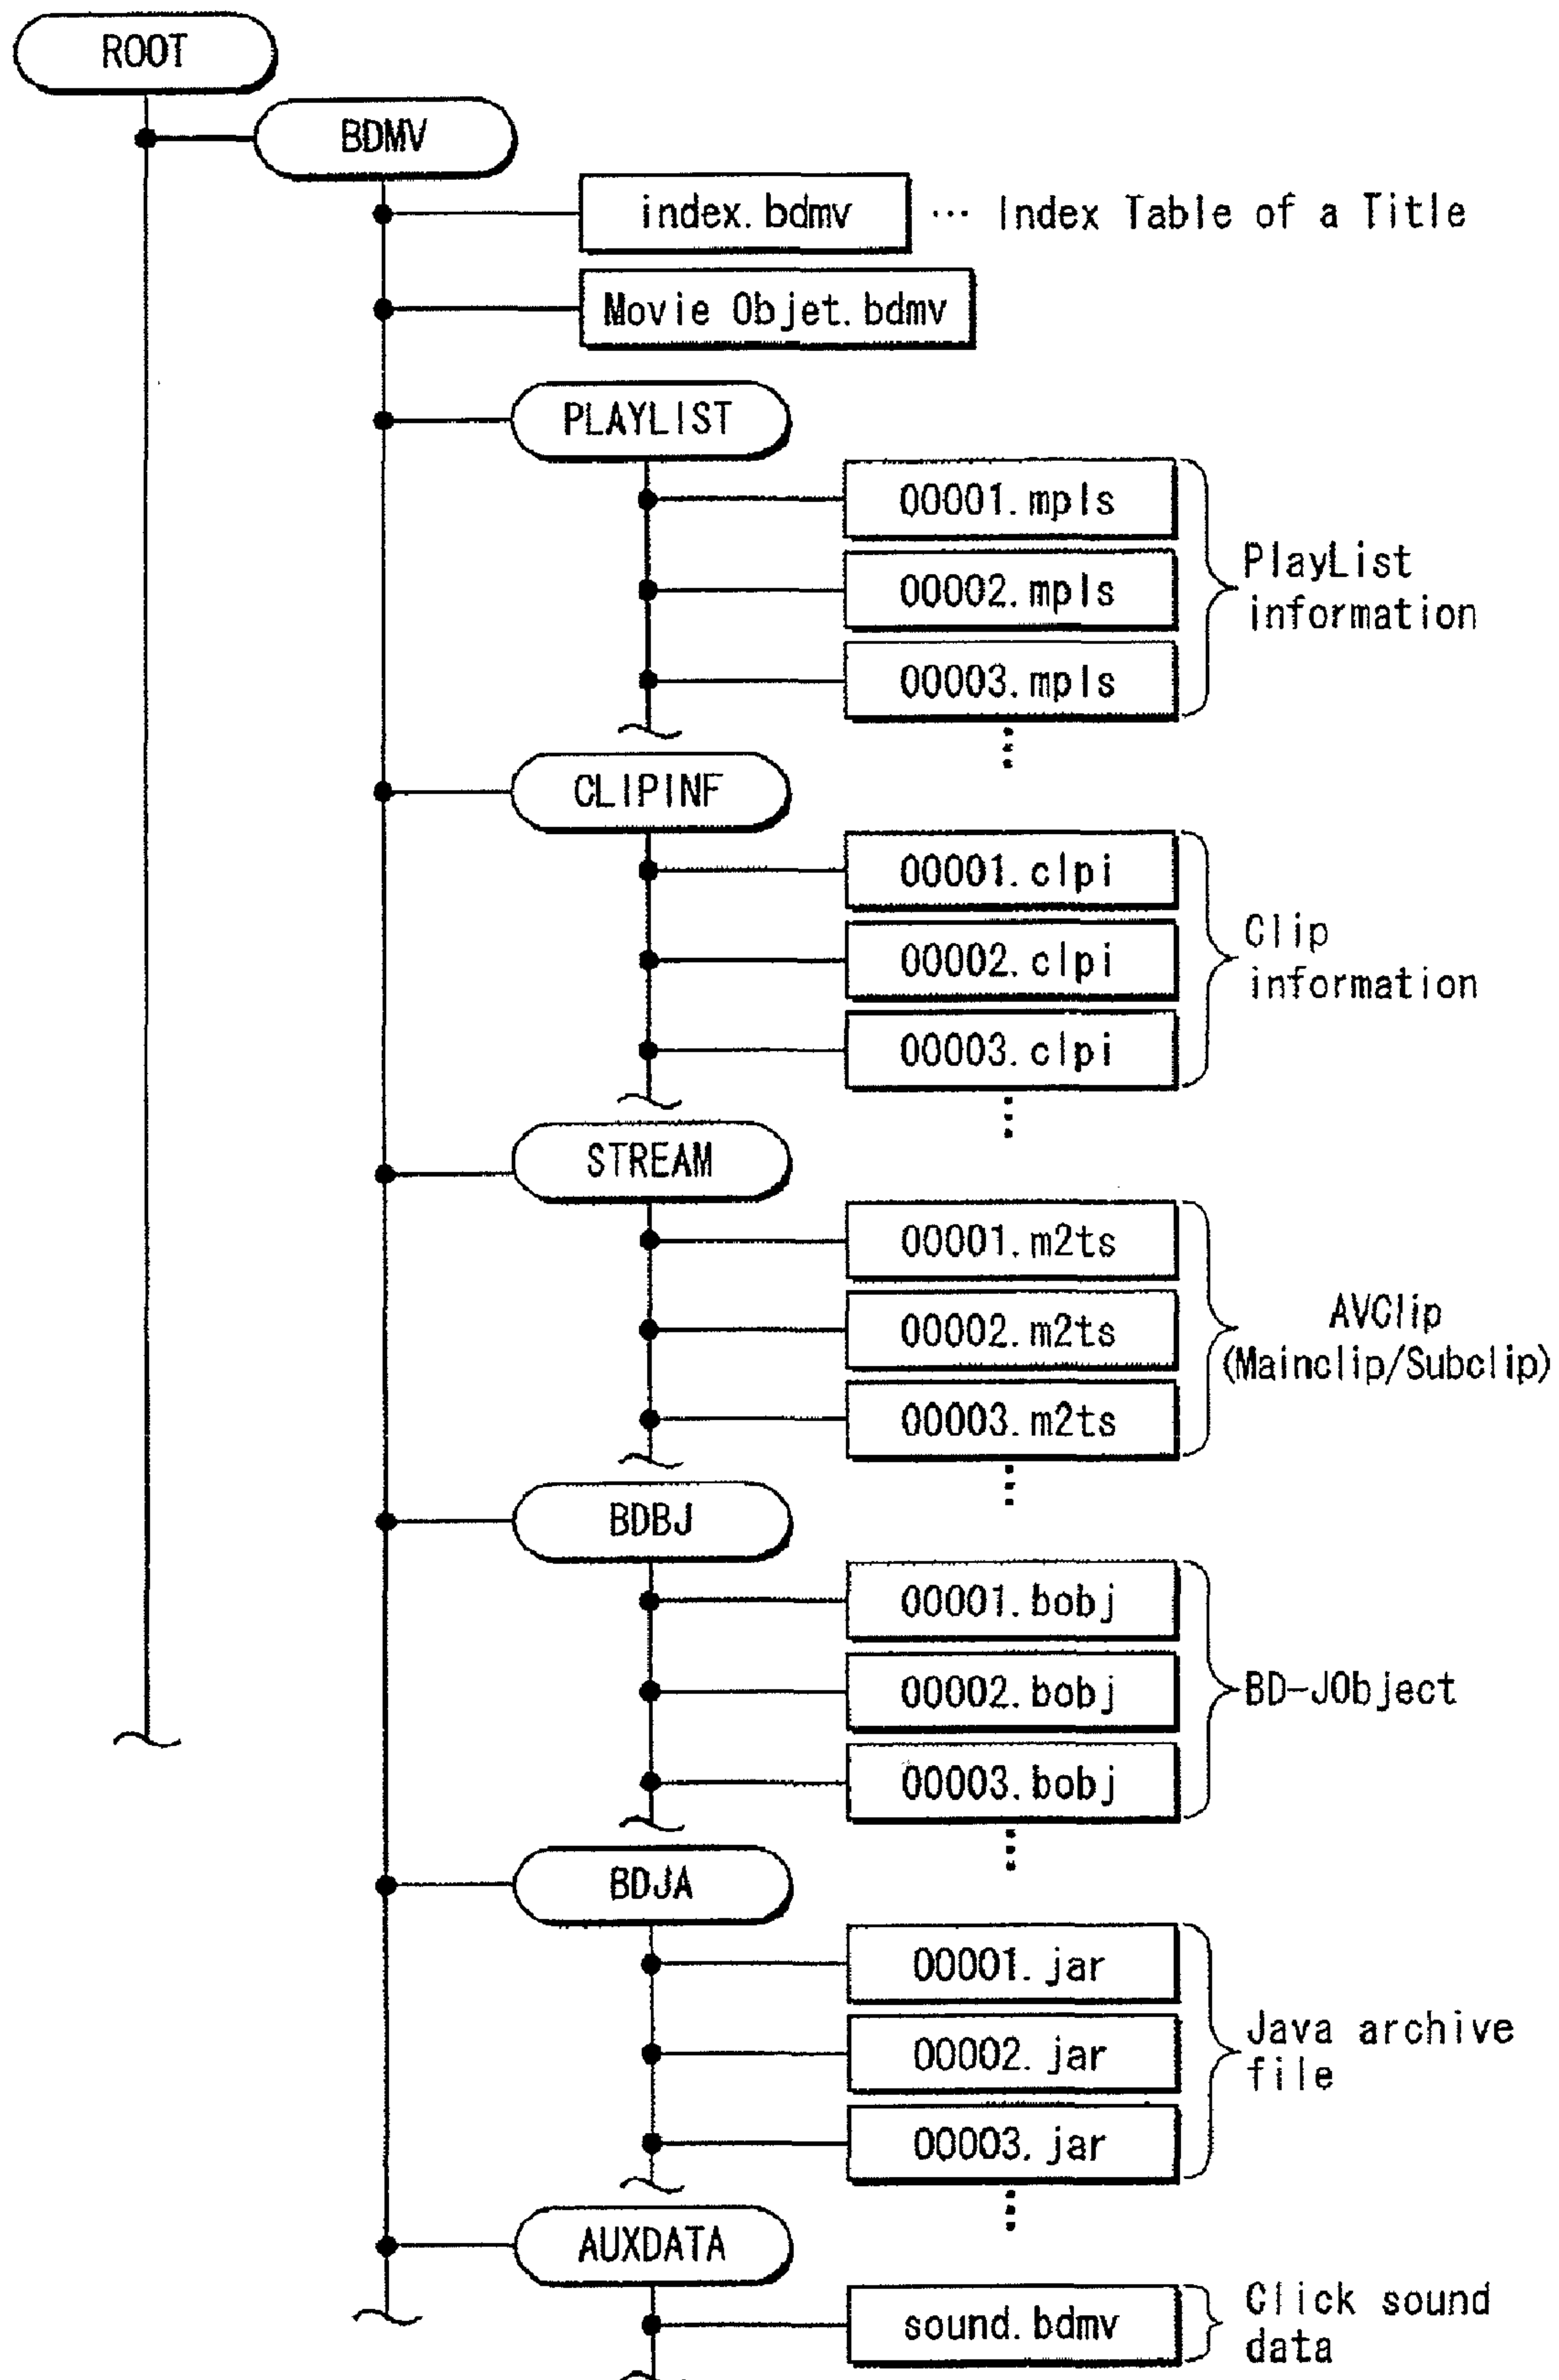 ROOT
BDMV
index.bdmv ... Index Table of a Title
Movie Objet.bdmv
PLAYLIST
00001.mpls
00002.mpls
00003.mpls
PlayList
information
CLIPINF
00001.clpi
00002.clpi
00003.clpi
Clip
information
STREAM
00001.m2ts
00002.m2ts
00003.m2ts
AVClip
(Mainclip/Subclip)
BDBJ
00001.bobj
00002.bobj
00003.bobj
BD-JObject
BDJA
00001.jar
00002.jar
00003.jar
Java archive
file
AUXDATA
sound.bdmv
Click sound
data